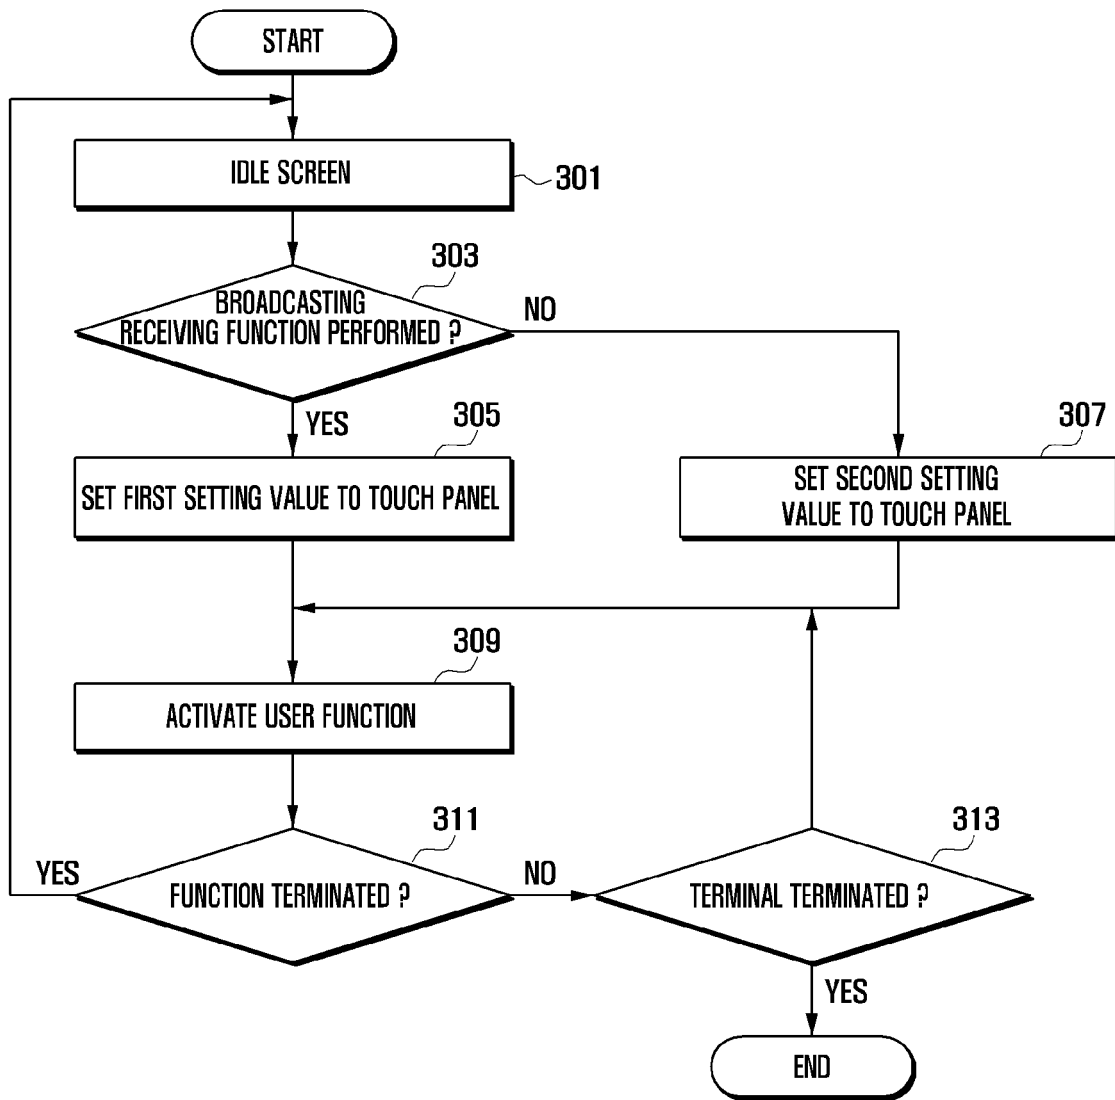 START
IDLE SCREEN
301
303
BROADCASTING
RECEIVING FUNCTION PERFORMED ?
NO
YES
305
307
SET FIRST SETTING VALUE TO TOUCH PANEL
SET SECOND SETTING
VALUE TO TOUCH PANEL
309
ACTIVATE USER FUNCTION
311
313
YES
FUNCTION TERMINATED ?
NO
TERMINAL TERMINATED ?
YES
END